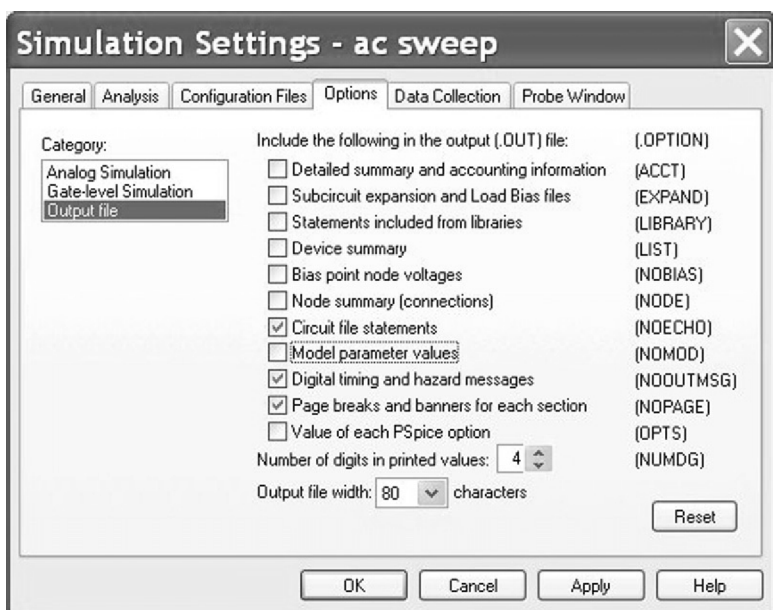 Simulation Settings - ac sweep
General Analysis Configuration Files Options Data Collection Probe Window
Category:
Analog Simulation
Gate-level Simulation
Output file
Include the following in the output (.OUT) file: (.OPTION)
Detailed summary and accounting information (ACCT)
Subcircuit expansion and Load Bias files (EXPAND)
Statements included from libraries (LIBRARY)
Device summary (LIST)
Bias point node voltages (NOBIAS)
Node summary (connections) (NODE)
Circuit file statements (NOECHO)
Model parameter values (NOMOD)
Digital timing and hazard messages (NOOUTMSG)
Page breaks and banners for each section (NOPAGE)
Value of each PSpice option (OPTS)
Number of digits in printed values: 4 (NUMDG)
Output file width: 80 characters
Reset
OK Cancel Apply Help